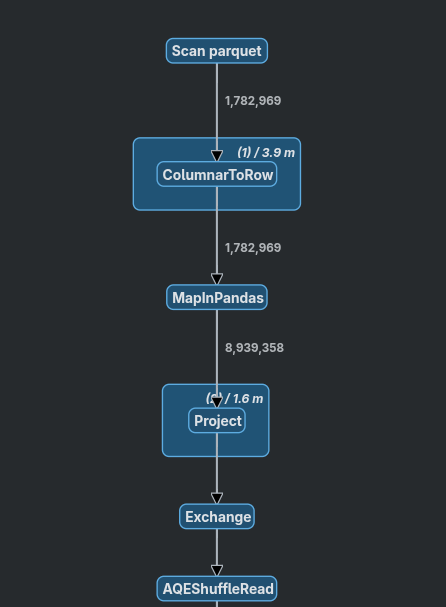 Scan parquet
1,782,969
(1) / 3.9 m
ColumnarToRow
1,782,969
MapInPandas
8,939,358
/ 1.6 m
Project
Exchange
AQEShuffleRead